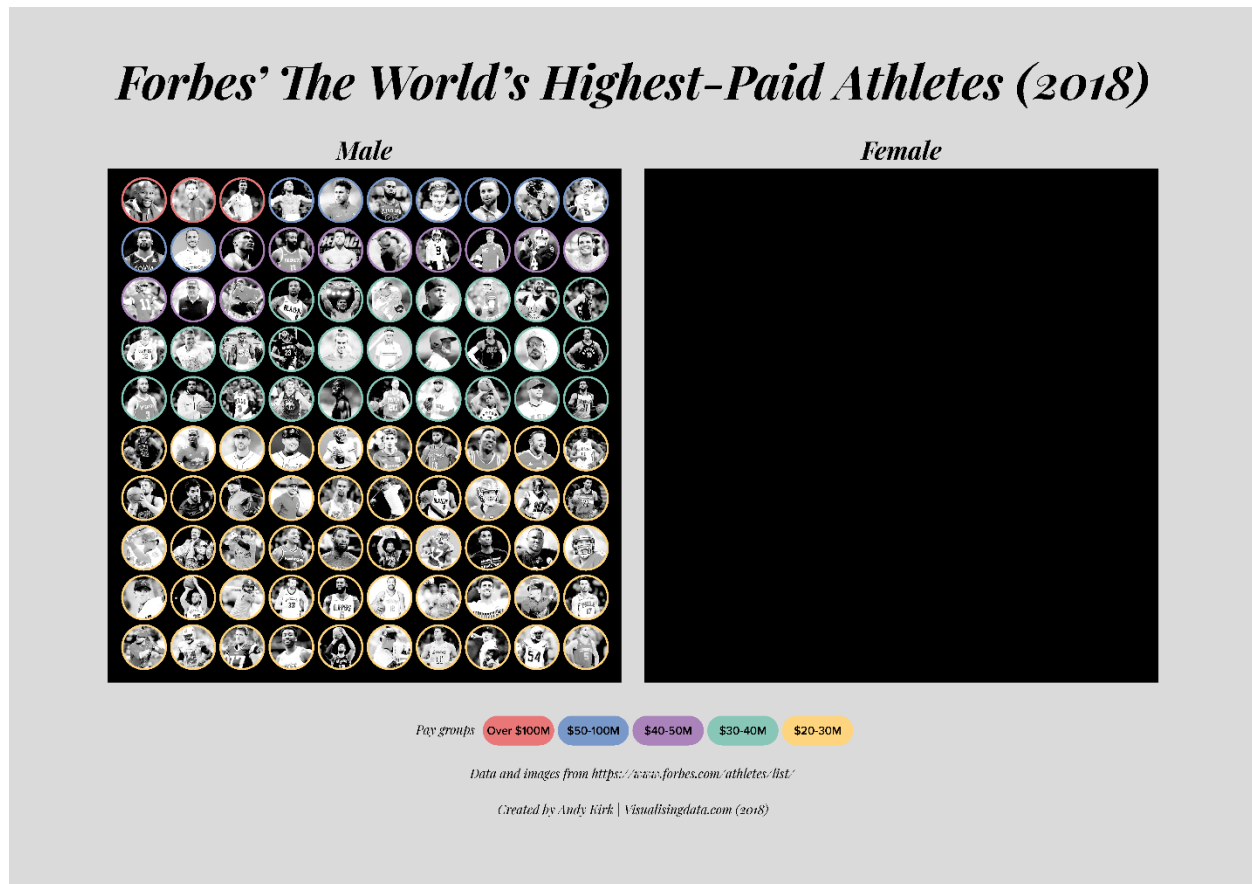 Forbes’ The World’s Highest-Paid Athletes (2018)
Male
Female
Pay groups
Over $100M
$50-100M
$40-50M
$30-40M
$20-30M
Data and images from https://www.forbes.com/athletes/list/
Created by Andy Kirk | Visualisingdata.com (2018)